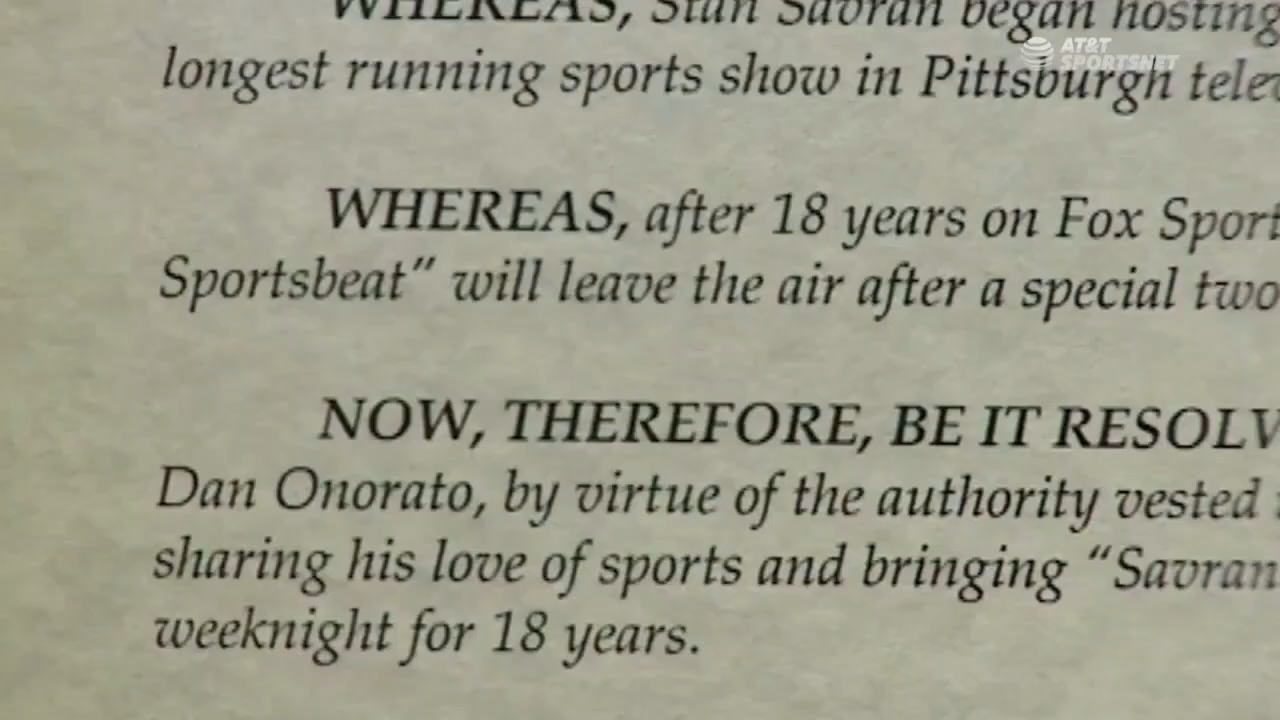 WHEREAS, Stan Savran began hosting
longest running sports show in Pittsburgh
AT&T
SPORTSNET
WHEREAS, after 18 years on Fox
Sportsbeat" will leave the air after a special two
NOW, THEREFORE, BE IT
Dan Onorato, by virtue of the authority vested
sharing his love of sports and bringing "Savran
weeknight for 18 years.